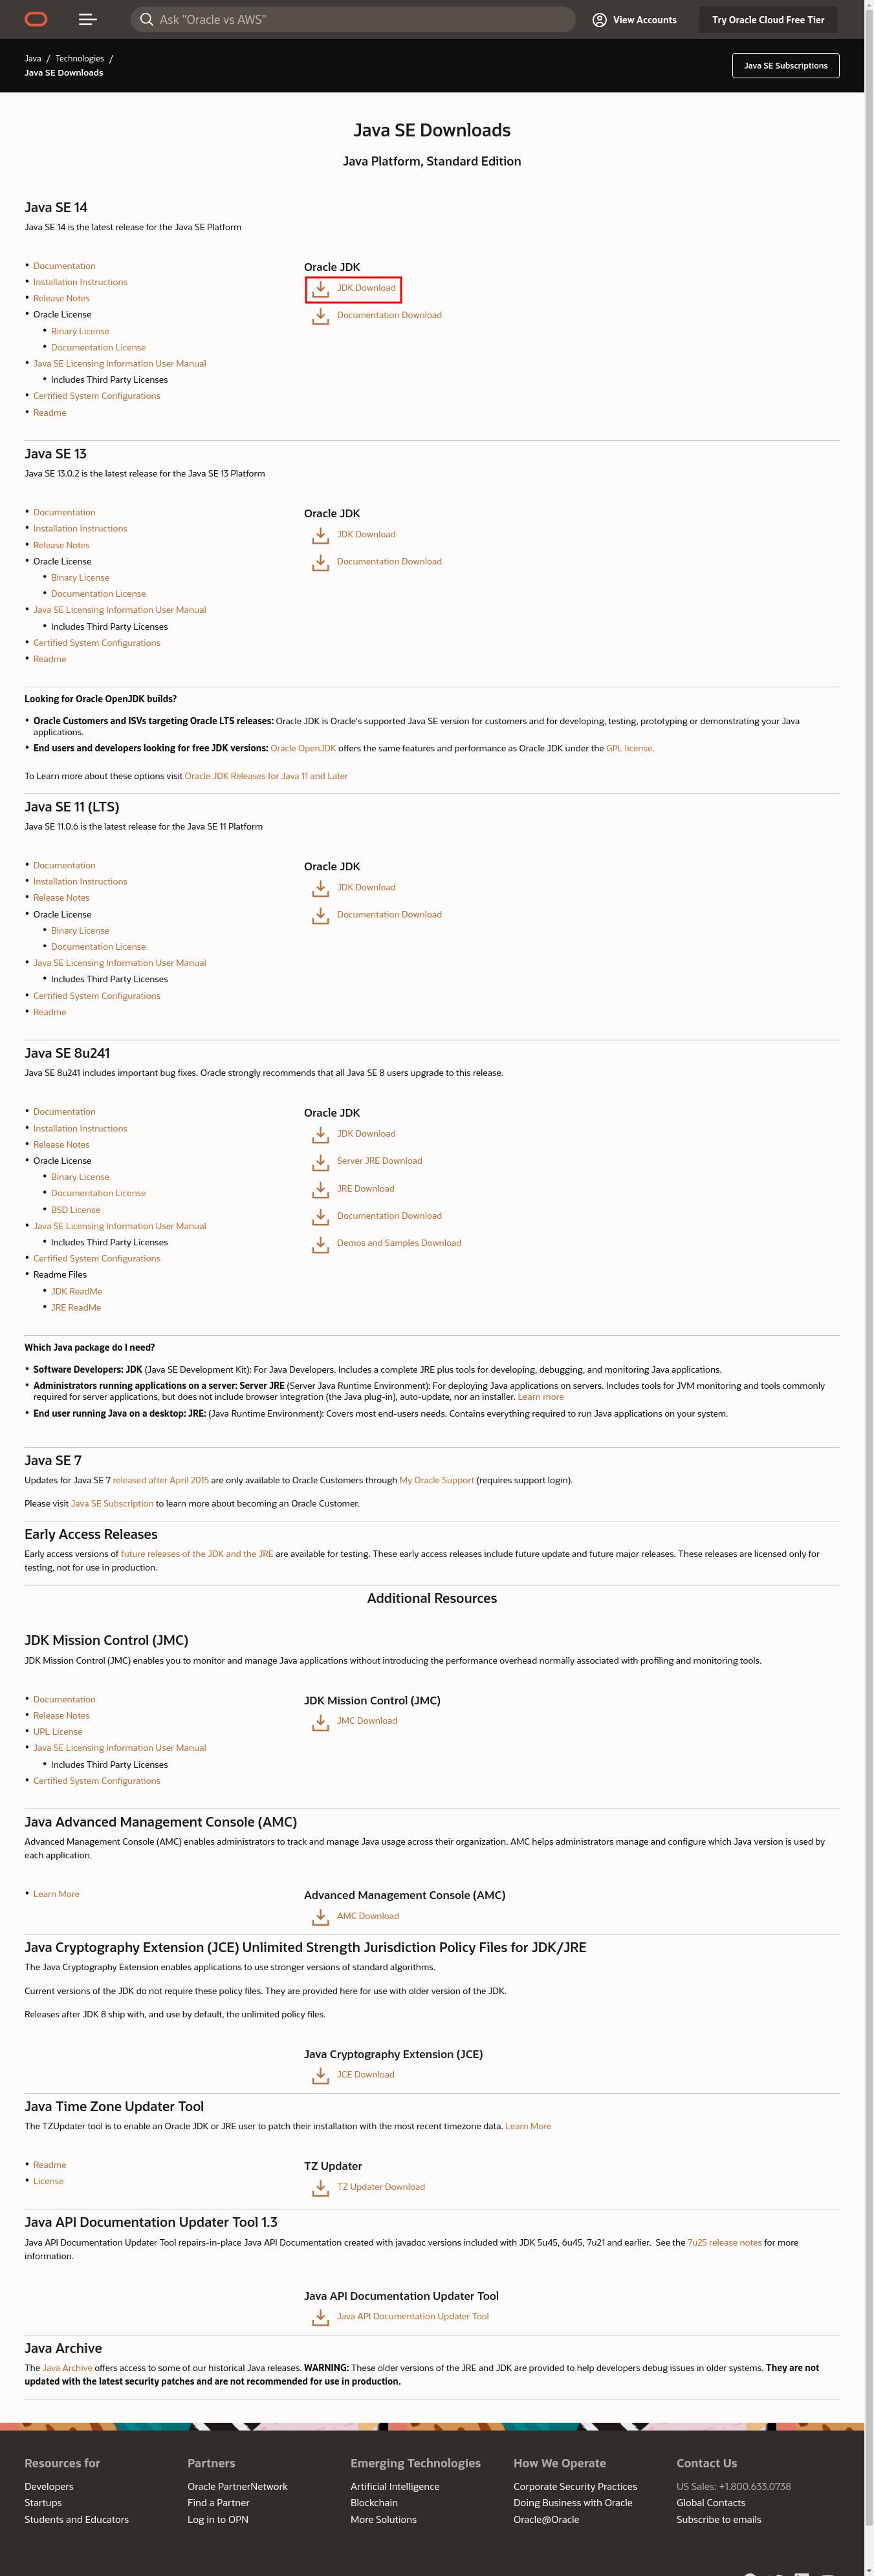 Ask "Oracle vs AWS"
View Accounts
Try Oracle Cloud Free Tier
Java / Technologies /
Java SE Downloads
Java SE Subscriptions
Java SE Downloads
Java Platform, Standard Edition
Java SE 14
Java SE 14 is the latest release for the Java SE Platform
Documentation
Installation Instructions
Release Notes
Oracle License
Binary License
Documentation License
Java SE Licensing Information User Manual
Includes Third Party Licenses
Certified System Configurations
Readme
Oracle JDK
JDK Download
Documentation Download
Java SE 13
Java SE 13.0.2 is the latest release for the Java SE 13 Platform
Documentation
Installation Instructions
Release Notes
Oracle License
Binary License
Documentation License
Java SE Licensing Information User Manual
Includes Third Party Licenses
Certified System Configurations
Readme
Oracle JDK
JDK Download
Documentation Download
Looking for Oracle OpenJDK builds?
Oracle Customers and ISVs targeting Oracle LTS releases: Oracle JDK is Oracle's supported Java SE version for customers and for developing, testing, prototyping or demonstrating your Java
applications.
End users and developers looking for free JDK versions: Oracle OpenJDK offers the same features and performance as Oracle JDK under the GPL license.
To Learn more about these options visit Oracle JDK Releases for Java 11 and Later
Java SE 11 (LTS)
Java SE 11.0.6 is the latest release for the Java SE 11 Platform
Documentation
Installation Instructions
Release Notes
Oracle License
Binary License
Documentation License
Java SE Licensing Information User Manual
Includes Third Party Licenses
Certified System Configurations
Readme
Oracle JDK
JDK Download
Documentation Download
Java SE 8u241
Java SE 8u241 includes important bug fixes. Oracle strongly recommends that all Java SE 8 users upgrade to this release.
Documentation
Installation Instructions
Release Notes
Oracle License
Binary License
Documentation License
BSD License
Java SE Licensing Information User Manual
Includes Third Party Licenses
Certified System Configurations
Readme Files
JDK ReadMe
JRE ReadMe
Oracle JDK
JDK Download
Server JRE Download
JRE Download
Documentation Download
Demos and Samples Download
Which Java package do I need?
Software Developers: JDK (Java SE Development Kit): For Java Developers. Includes a complete JRE plus tools for developing, debugging, and monitoring Java applications.
Administrators running applications on a server: Server JRE (Server Java Runtime Environment): For deploying Java applications on servers. Includes tools for JVM monitoring and tools commonly
required for server applications, but does not include browser integration (the Java plug-in), auto-update, nor an installer. Learn more
End user running Java on a desktop: JRE: (Java Runtime Environment): Covers most end-users needs. Contains everything required to run Java applications on your system.
Java SE 7
Updates for Java SE 7 released after April 2015 are only available to Oracle Customers through My Oracle Support (requires support login).
Please visit Java SE Subscription to learn more about becoming an Oracle Customer.
Early Access Releases
Early access versions of future releases of the JDK and the JRE are available for testing. These early access releases include future update and future major releases. These releases are licensed only for
testing, not for use in production.
Additional Resources
JDK Mission Control (JMC)
JDK Mission Control (JMC) enables you to monitor and manage Java applications without introducing the performance overhead normally associated with profiling and monitoring tools.
Documentation
Release Notes
UPL License
Java SE Licensing Information User Manual
Includes Third Party Licenses
Certified System Configurations
JDK Mission Control (JMC)
JMC Download
Java Advanced Management Console (AMC)
Advanced Management Console (AMC) enables administrators to track and manage Java usage across their organization. AMC helps administrators manage and configure which Java version is used by
each application.
Learn More
Advanced Management Console (AMC)
AMC Download
Java Cryptography Extension (JCE) Unlimited Strength Jurisdiction Policy Files for JDK/JRE
The Java Cryptography Extension enables applications to use stronger versions of standard algorithms.
Current versions of the JDK do not require these policy files. They are provided here for use with older version of the JDK.
Releases after JDK 8 ship with, and use by default, the unlimited policy files.
Java Cryptography Extension (JCE)
JCE Download
Java Time Zone Updater Tool
The TZUpdater tool is to enable an Oracle JDK or JRE user to patch their installation with the most recent timezone data. Learn More
Readme
License
TZ Updater
TZ Updater Download
Java API Documentation Updater Tool 1.3
Java API Documentation Updater Tool repairs-in-place Java API Documentation created with javadoc versions included with JDK 5u45, 6u45, 7u21 and earlier. See the 7u25 release notes for more
information.
Java API Documentation Updater Tool
Java API Documentation Updater Tool
Java Archive
The Java Archive offers access to some of our historical Java releases. WARNING: These older versions of the JRE and JDK are provided to help developers debug issues in older systems. They are not
updated with the latest security patches and are not recommended for use in production.
Resources for
Developers
Startups
Students and Educators
Partners
Oracle PartnerNetwork
Find a Partner
Log in to OPN
Emerging Technologies
Artificial Intelligence
Blockchain
More Solutions
How We Operate
Corporate Security Practices
Doing Business with Oracle
Oracle@Oracle
Contact Us
US Sales: +1.800.633.0738
Global Contacts
Subscribe to emails